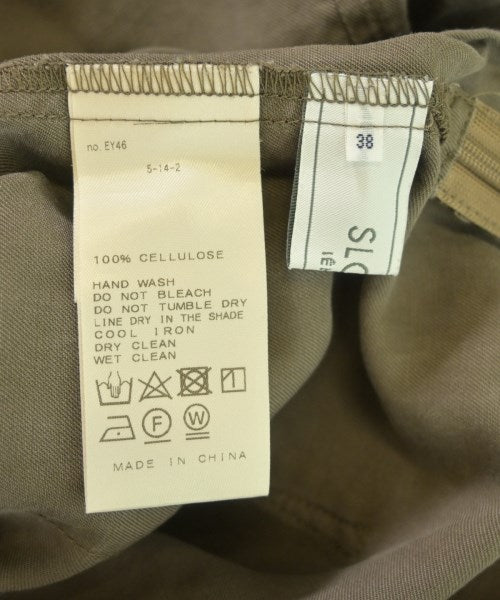 no. EY46
5-14-2
100% CELLULOSE
HAND WASH
DO NOT BLEACH
DO NOT TUMBLE DRY
LINE DRY IN THE SHADE
COOL IRON
DRY CLEAN
WET CLEAN
F W
MADE IN CHINA
38
SLO
IÉN